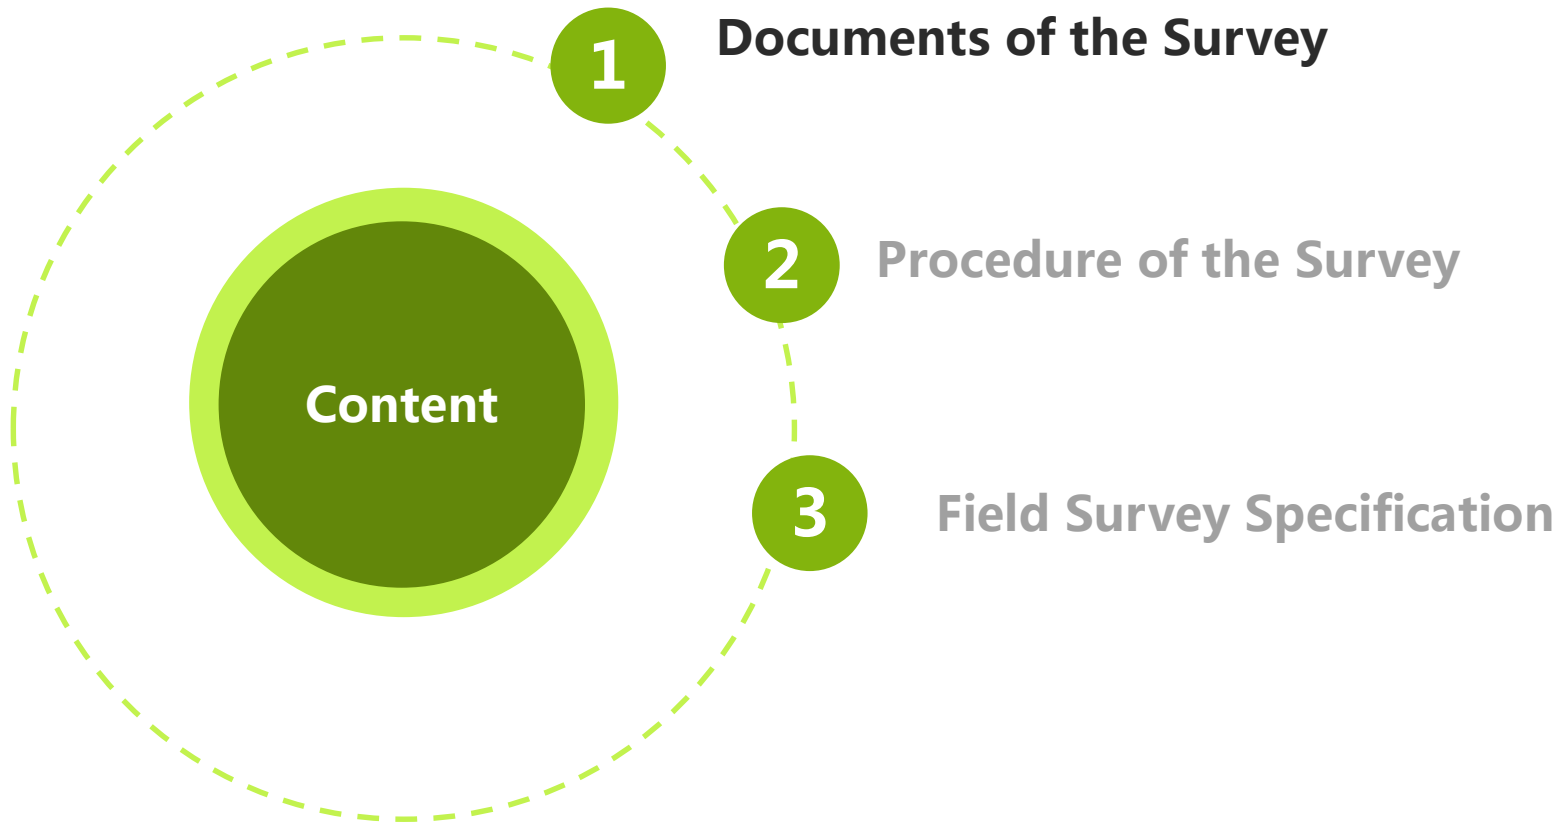 1
Documents of the Survey
2
Procedure of the Survey
Content
3
Field Survey Specification